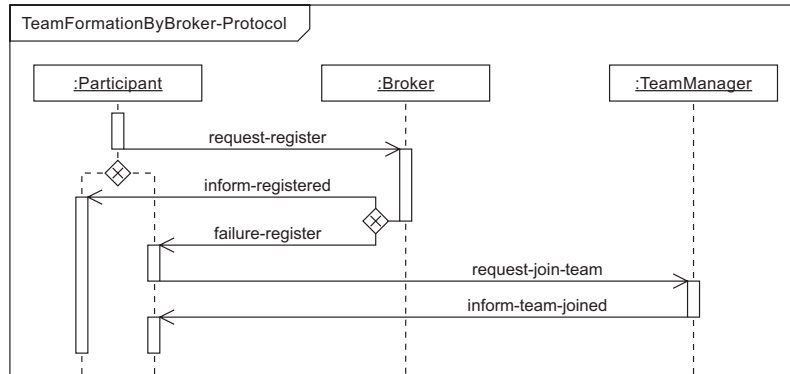 TeamFormationByBroker-Protocol
:Participant
:Broker
:TeamManager
request-register
inform-registered
failure-register
request-join-team
inform-team-joined